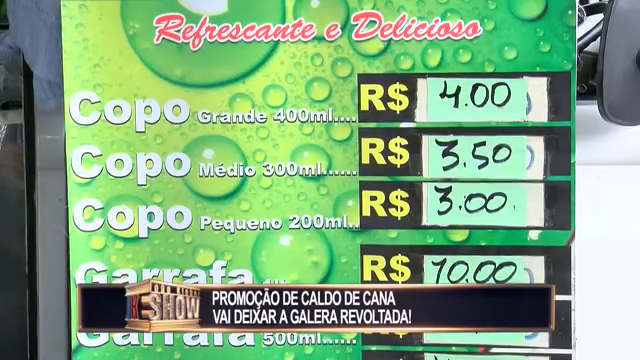 Refrescante e Delicioso
Copo Grande 400ml.... R$ 4.00
Copo Médio 300ml...... R$ 3.50
Copo Pequeno 200ml.. R$ 3.00
Garrafa R$ 10.00
SHOW
PROMOÇÃO DE CALDO DE CANA
VAI DEIXAR A GALERA REVOLTADA!
Garrafa 500ml....